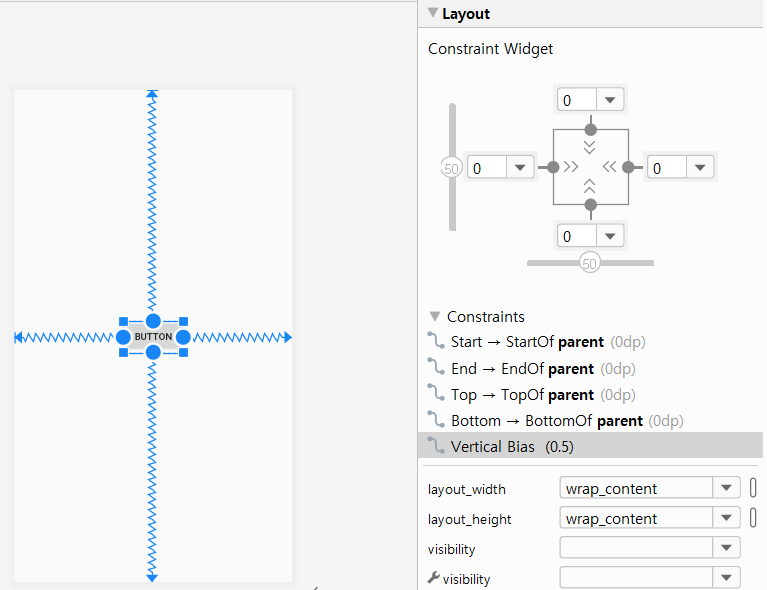 Layout
Constraint Widget
0
50 0 0
0
50
BUTTON
Constraints
Start → StartOf parent (0dp)
End → EndOf parent (0dp)
Top → TopOf parent (0dp)
Bottom → BottomOf parent (0dp)
Vertical Bias (0.5)
layout_width wrap_content
layout_height wrap_content
visibility
visibility